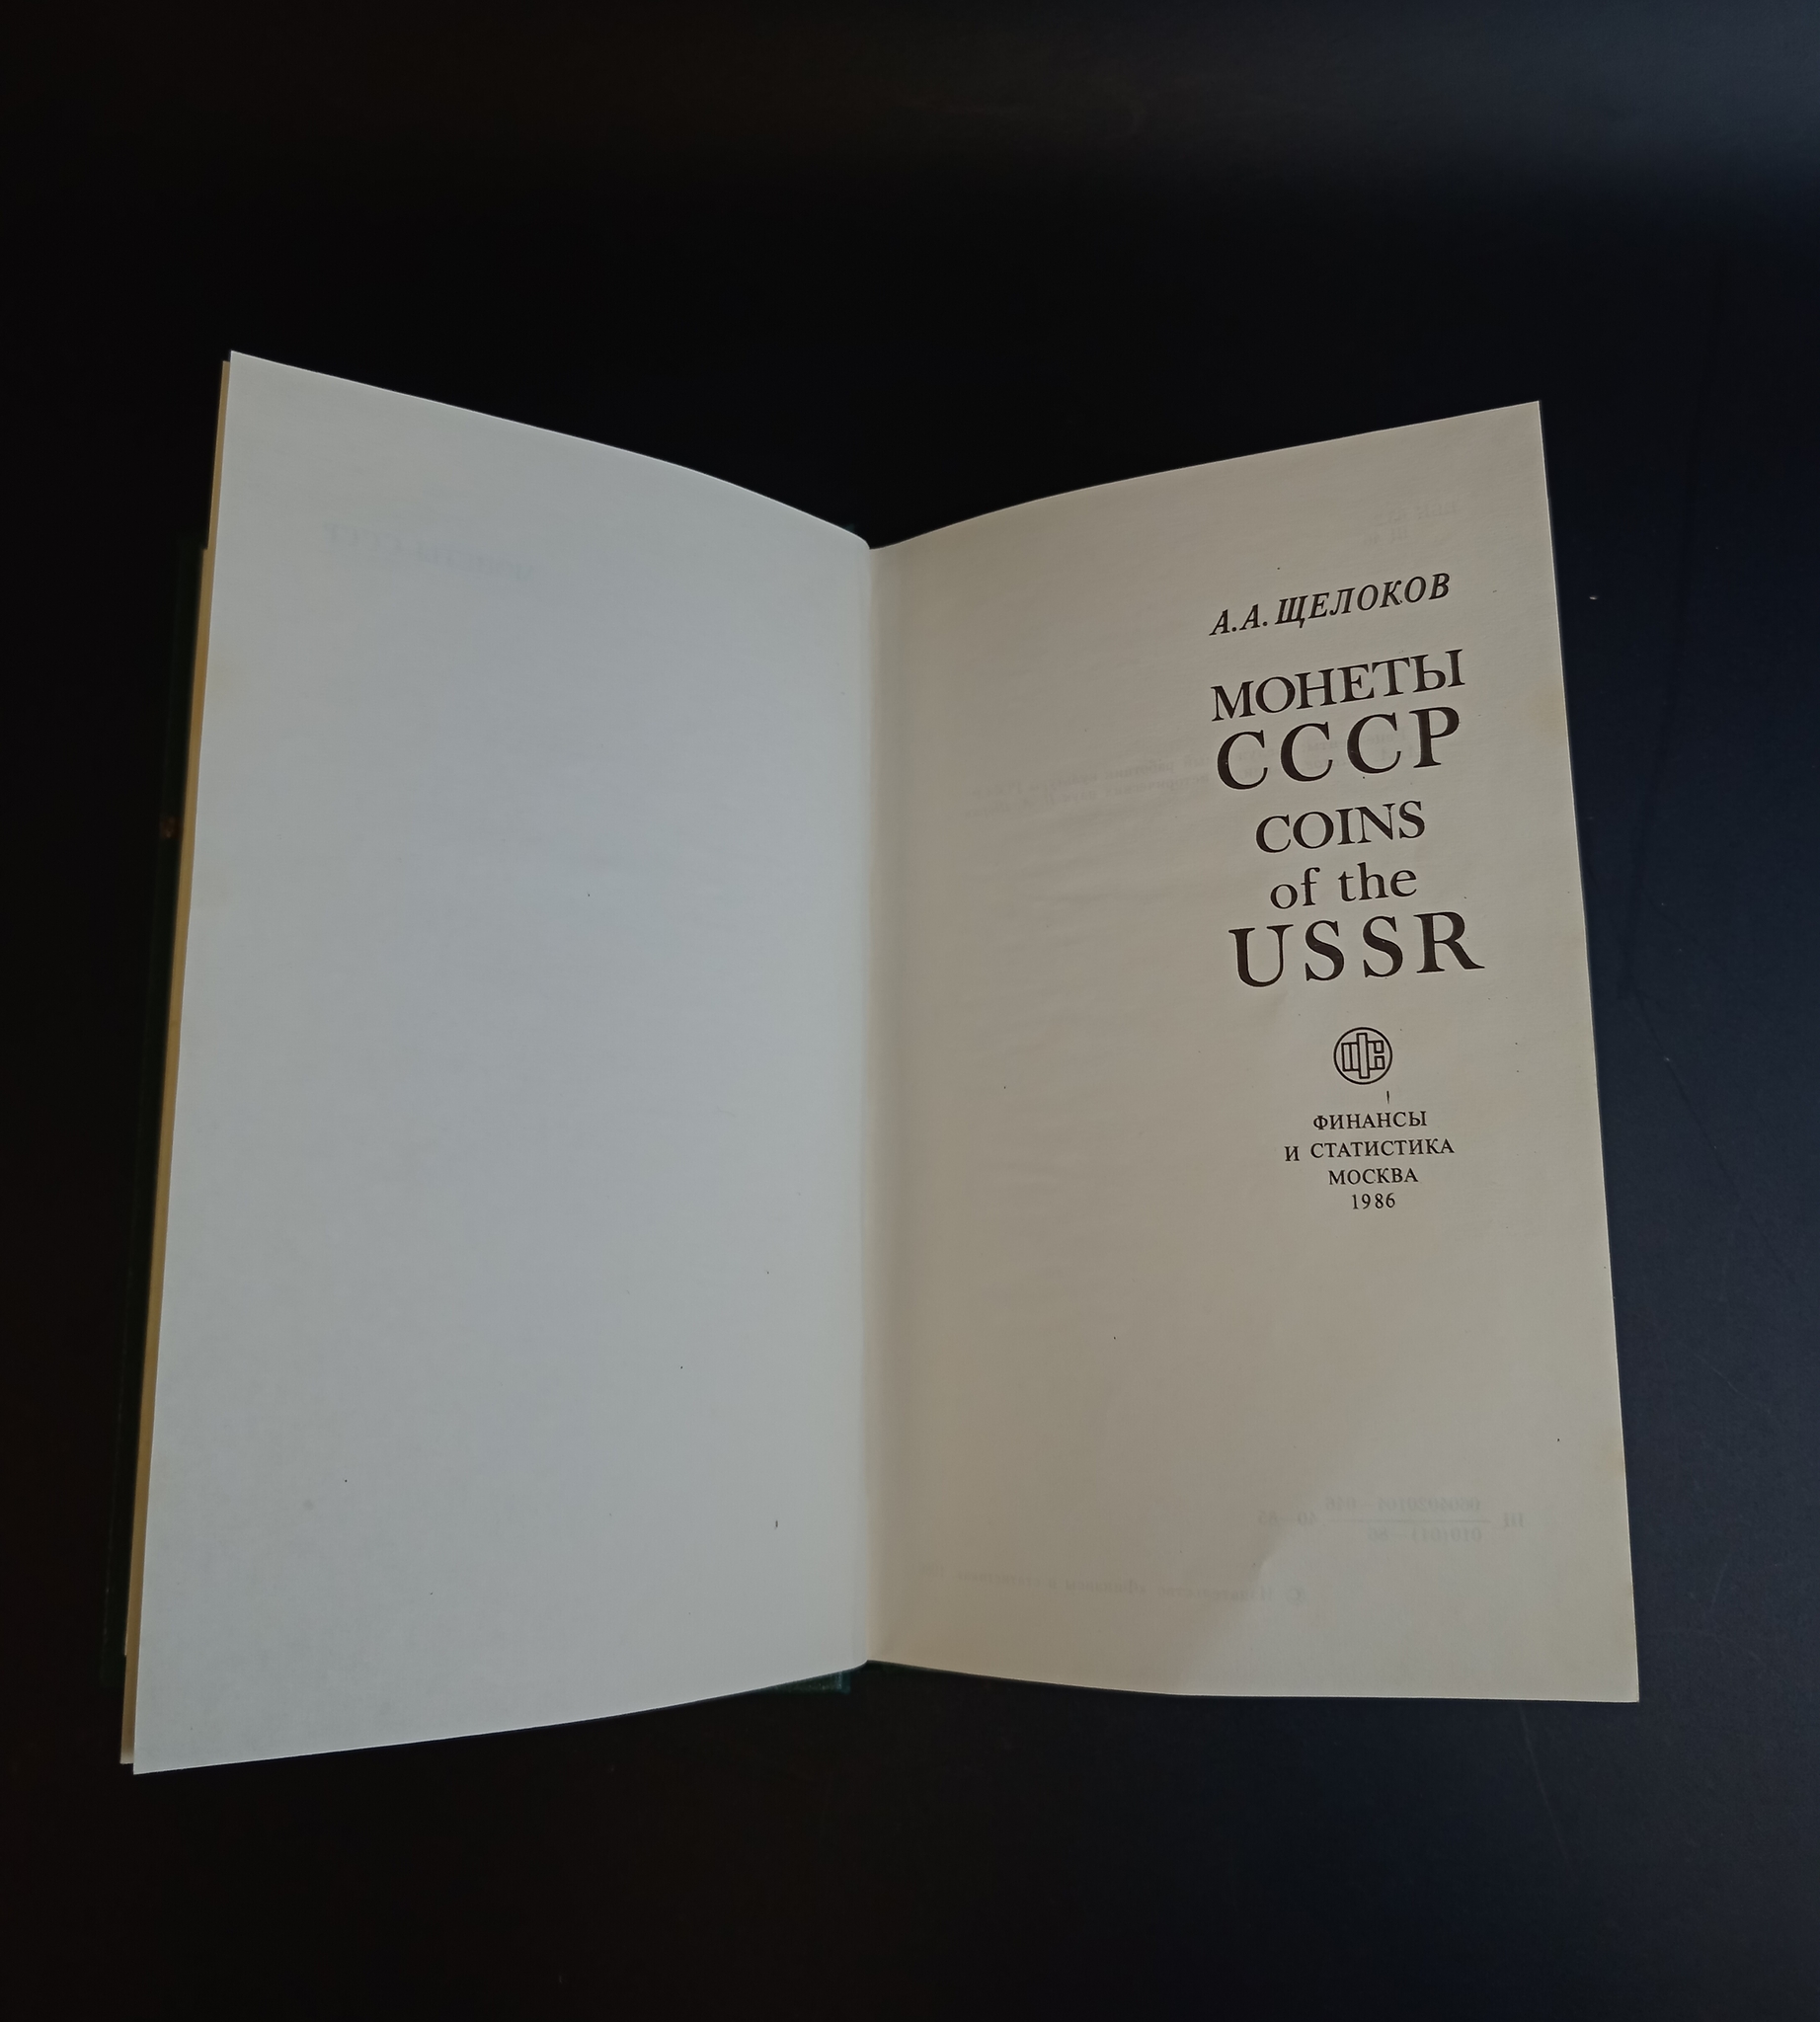 А.А. ЩЕЛОКОВ
МОНЕТЫ
СССР
COINS
of the
USSR
ФИНАНСЫ
И СТАТИСТИКА
МОСКВА
1986